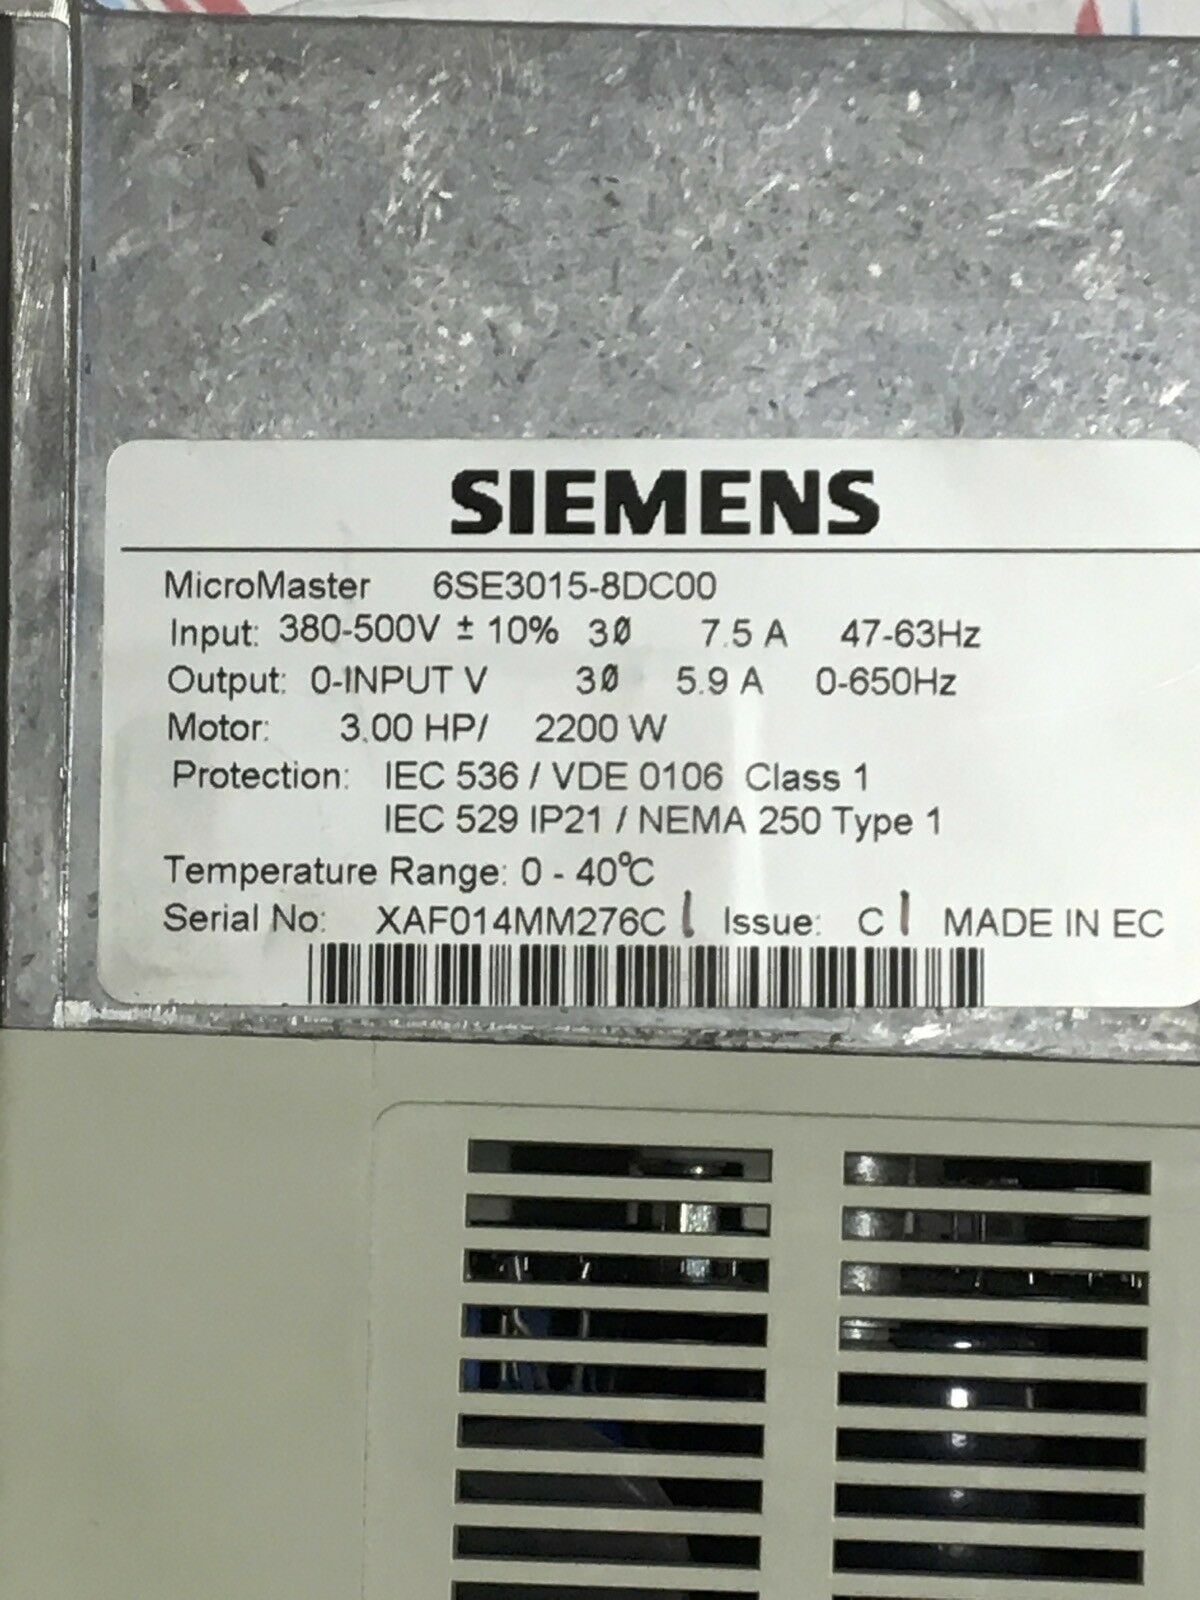 SIEMENS
MicroMaster 6SE3015-8DC00
Input: 380-500V ± 10% 3Ø 7.5 A 47-63Hz
Output: 0-INPUT V 3Ø 5.9 A 0-650Hz
Motor: 3.00 HP/ 2200 W
Protection: IEC 536 / VDE 0106 Class 1
IEC 529 IP21 / NEMA 250 Type 1
Temperature Range: 0 - 40°C
Serial No: XAF014MM276C Issue: C MADE IN EC